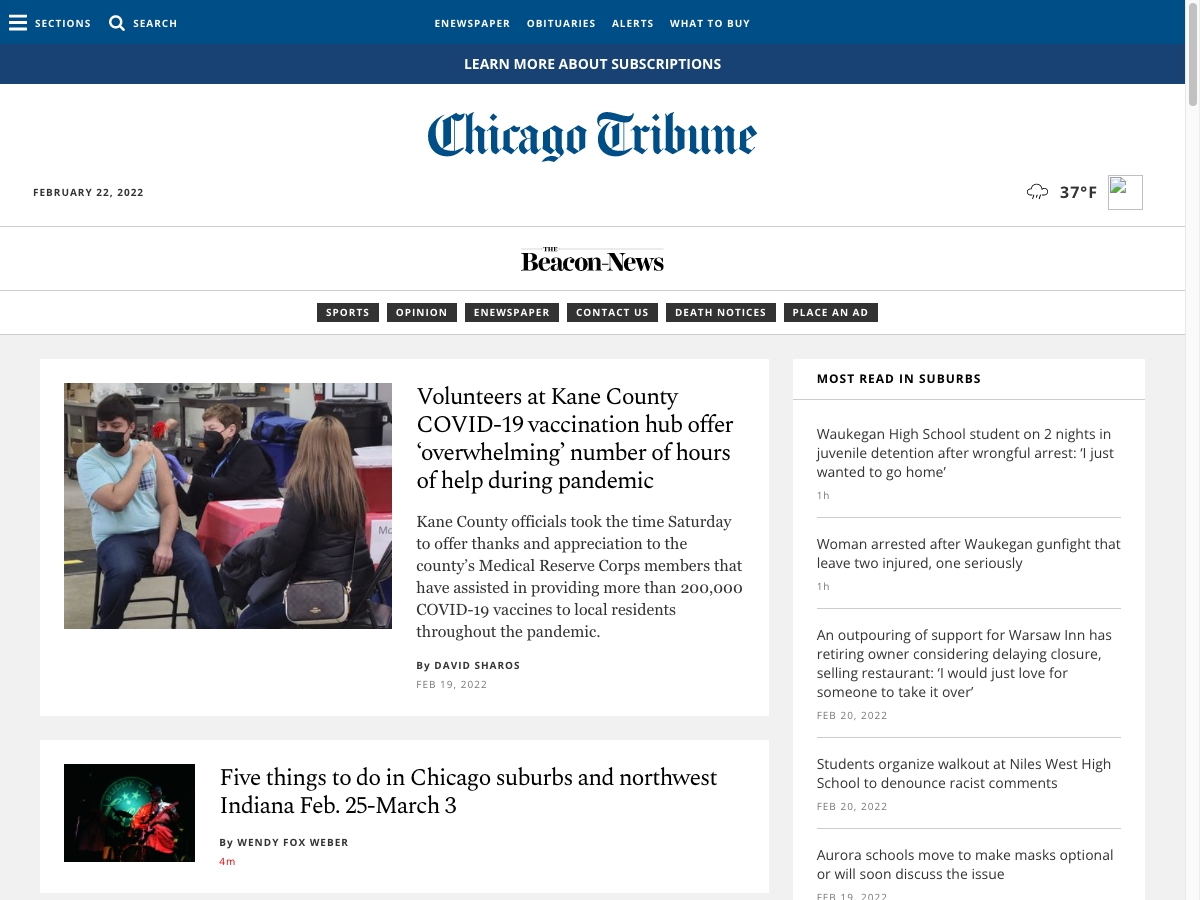 SECTIONS
SEARCH
ENEWSPAPER
OBITUARIES
ALERTS
WHAT TO BUY
LEARN MORE ABOUT SUBSCRIPTIONS
Chicago Tribune
FEBRUARY 22, 2022
37°F
THE
Beacon-News
SPORTS
OPINION
ENEWSPAPER
CONTACT US
DEATH NOTICES
PLACE AN AD
Volunteers at Kane County
COVID-19 vaccination hub offer
‘overwhelming’ number of hours
of help during pandemic
Kane County officials took the time Saturday
to offer thanks and appreciation to the
county’s Medical Reserve Corps members that
have assisted in providing more than 200,000
COVID-19 vaccines to local residents
throughout the pandemic.
By DAVID SHAROS
FEB 19, 2022
Five things to do in Chicago suburbs and northwest
Indiana Feb. 25-March 3
By WENDY FOX WEBER
4m
MOST READ IN SUBURBS
Waukegan High School student on 2 nights in
juvenile detention after wrongful arrest: ‘I just
wanted to go home’
1h
Woman arrested after Waukegan gunfight that
leave two injured, one seriously
1h
An outpouring of support for Warsaw Inn has
retiring owner considering delaying closure,
selling restaurant: ‘I would just love for
someone to take it over’
FEB 20, 2022
Students organize walkout at Niles West High
School to denounce racist comments
FEB 20, 2022
Aurora schools move to make masks optional
or will soon discuss the issue
FEB 19, 2022